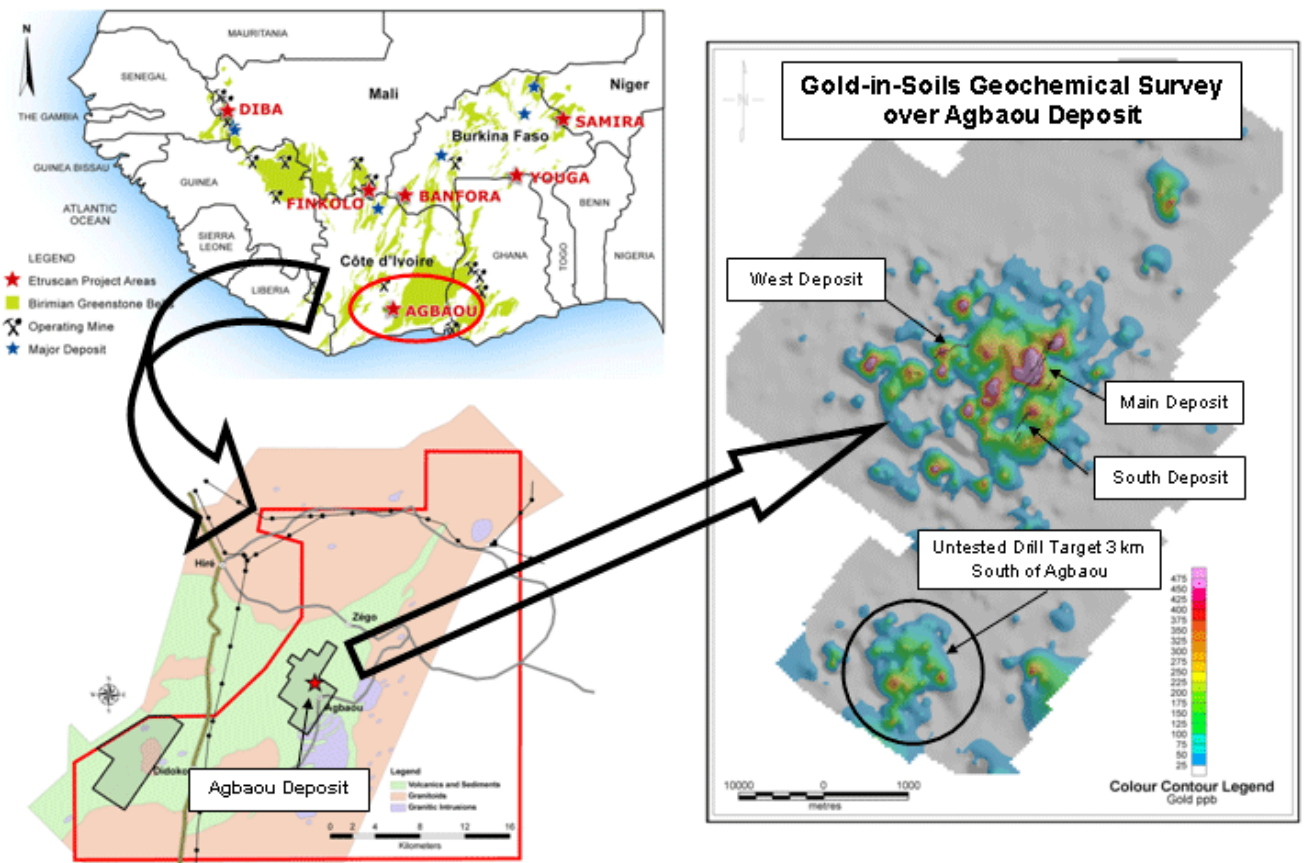 N
MAURITANIA
SENEGAL
Mali
Niger
DIBA
THE GAMBIA
SAMIRA
Burkina Faso
GUINEA BISSAU
GUINEA
YOUGA
BENIN
FINKOLO
BANFORA
ATLANTIC
OCEAN
SIERRA
LEONE
GHANA
TOGO
NIGERIA
Côte d'Ivoire
LIBERIA
AGBAOU
LEGEND
Etruscan Project Areas
Birimian Greenstone Be
Operating Mine
Major Deposit
Hiré
Zégo
Agbaou
Didoko
Agbaou Deposit
Legend
Volcanics and Sediments
Granitoids
Granitic Intrusions
0 2 4 8 12 16
Kilometers
N
Gold-in-Soils Geochemical Survey
over Agbaou Deposit
West Deposit
Main Deposit
South Deposit
Untested Drill Target 3 km
South of Agbaou
475
450
425
400
375
350
325
300
275
250
225
200
175
150
125
100
75
50
25
Colour Contour Legend
Gold ppb
10000 0 1000
metres